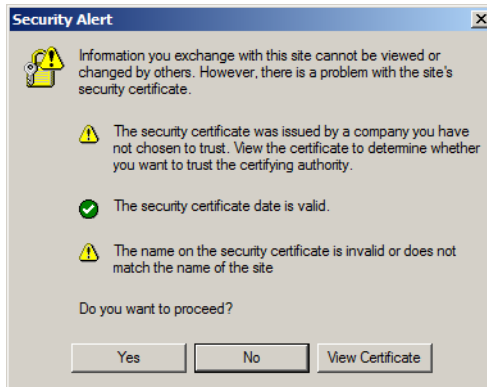 Security Alert
Information you exchange with this site cannot be viewed or
changed by others. However, there is a problem with the site's
security certificate.
The security certificate was issued by a company you have
not chosen to trust. View the certificate to determine whether
you want to trust the certifying authority.
The security certificate date is valid.
The name on the security certificate is invalid or does not
match the name of the site
Do you want to proceed?
Yes No View Certificate